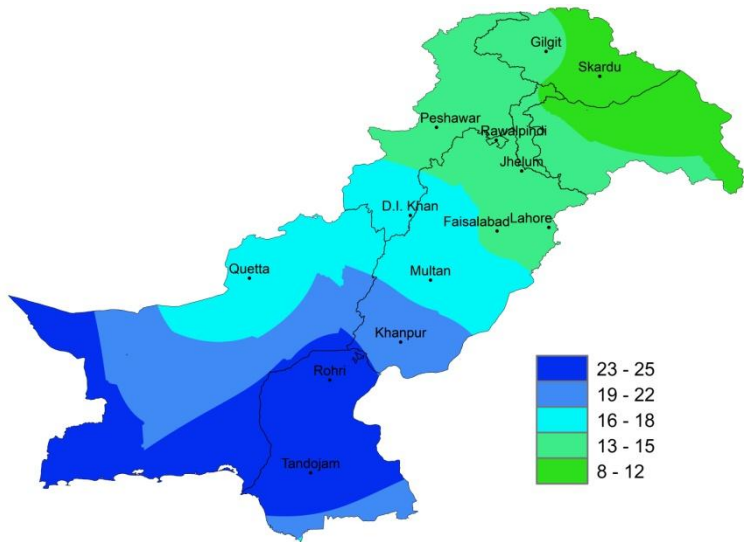 Gilgit
Skardu
Peshawar
Rawalpindi
Jhelum
D.I. Khan
Faisalabad
Lahore
Quetta
Multan
Khanpur
Rohri
Tandojam
23 - 25
19 - 22
16 - 18
13 - 15
8 - 12